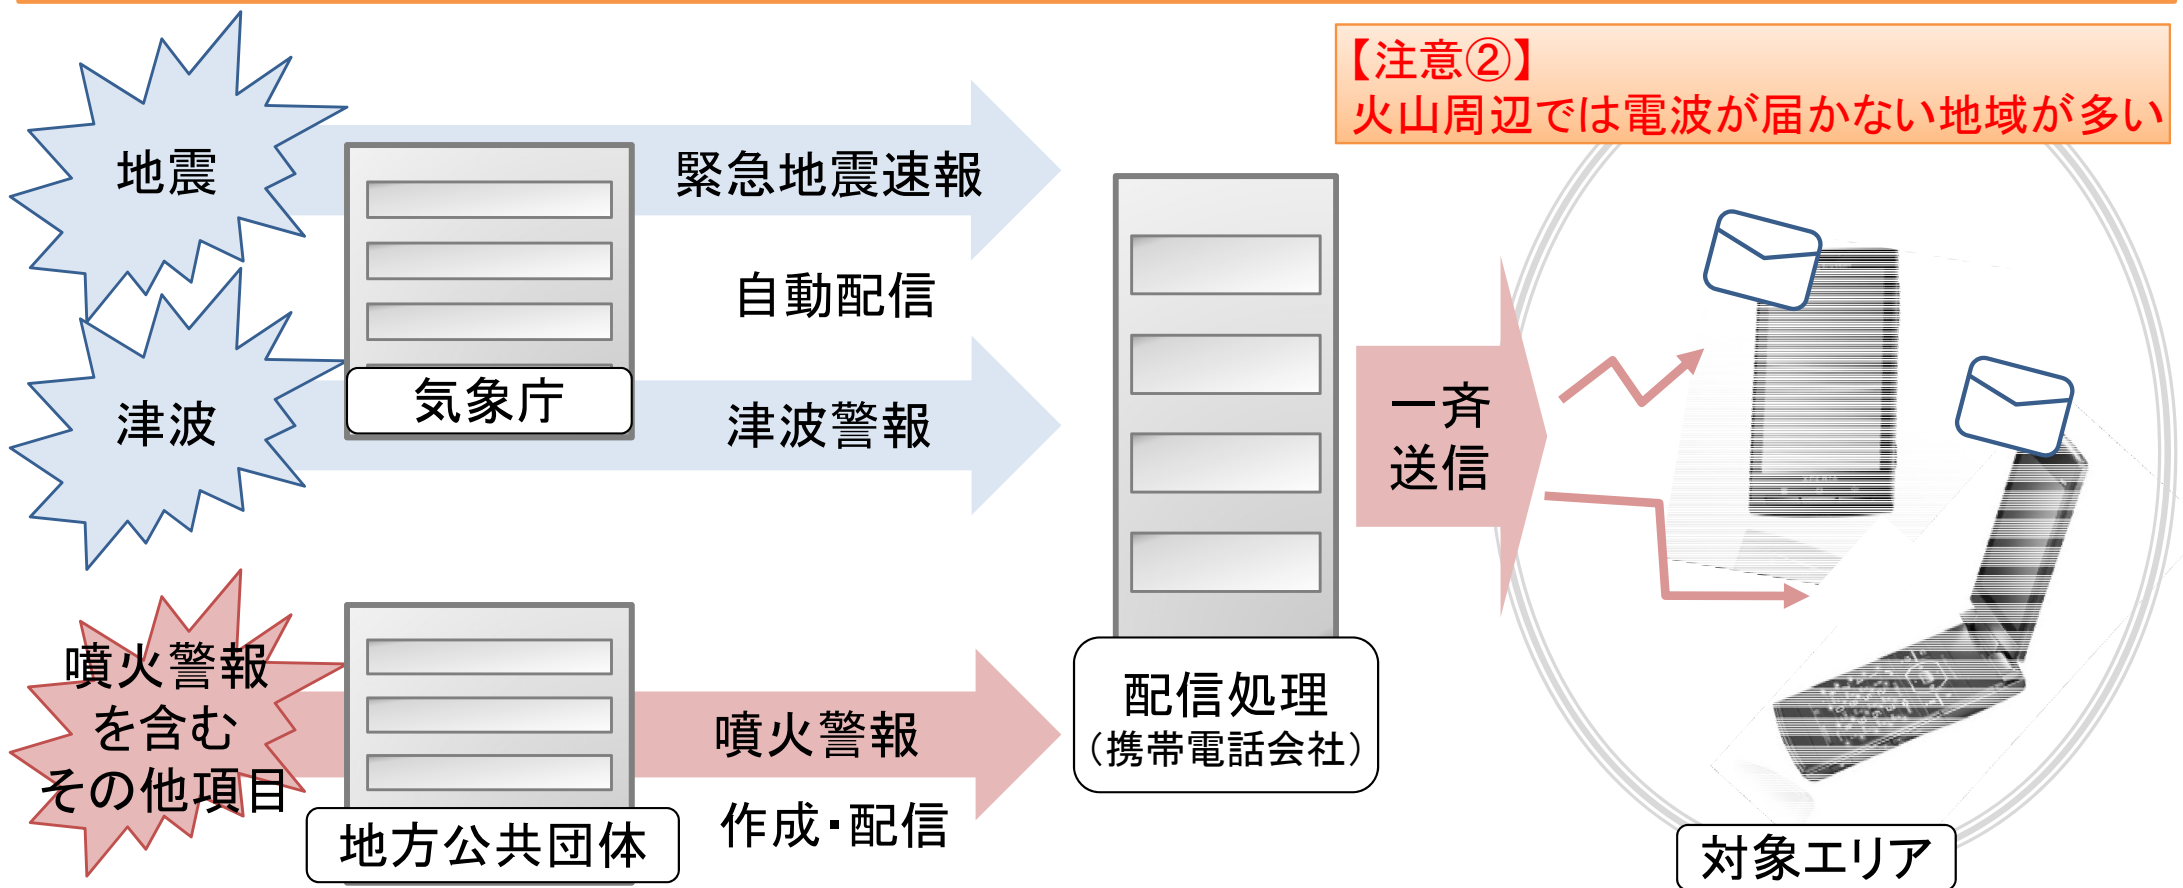 【注意②】
火山周辺では電波が届かない地域が多い
地震
緊急地震速報
自動配信
気象庁
津波
津波警報
一斉
送信
噴火警報
を含む
その他項目
噴火警報
作成・配信
地方公共団体
配信処理
（携帯電話会社）
対象エリア